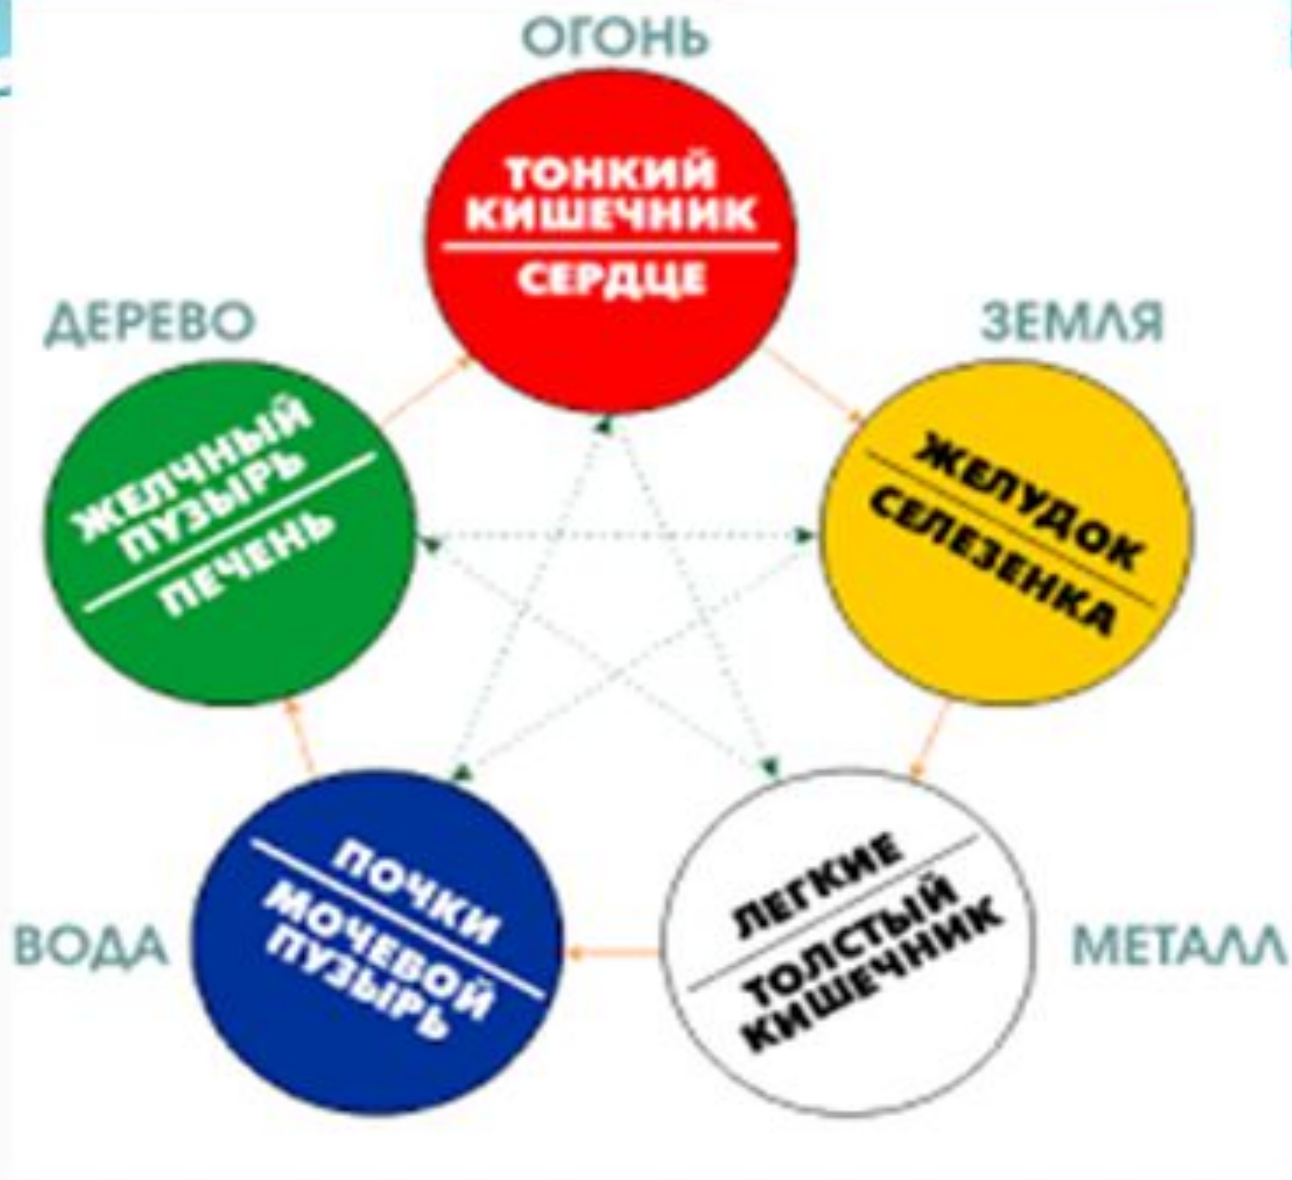 ОГОНЬ
ТОНКИЙ
КИШЕЧНИК
СЕРДЦЕ
ДЕРЕВО
ЖЕЛЧНЫЙ
ПУЗЫРЬ
ПЕЧЕНЬ
ЗЕМЛЯ
ЖЕЛУДОК
СЕЛЕЗЕНКА
ВОДА
ПОЧКИ
МОЧЕВОЙ
ПУЗЫРЬ
ЛЕГКИЕ
ТОЛСТЫЙ
КИШЕЧНИК
МЕТАЛЛ